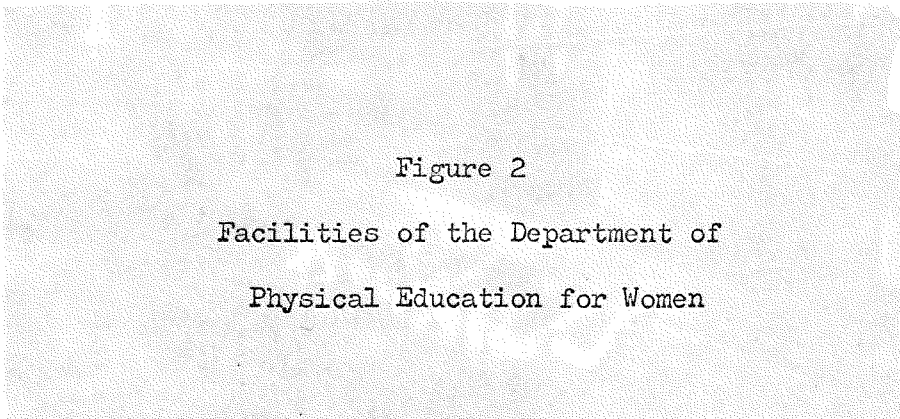 Figure 2
Facilities of the Department of
Physical Education for Women